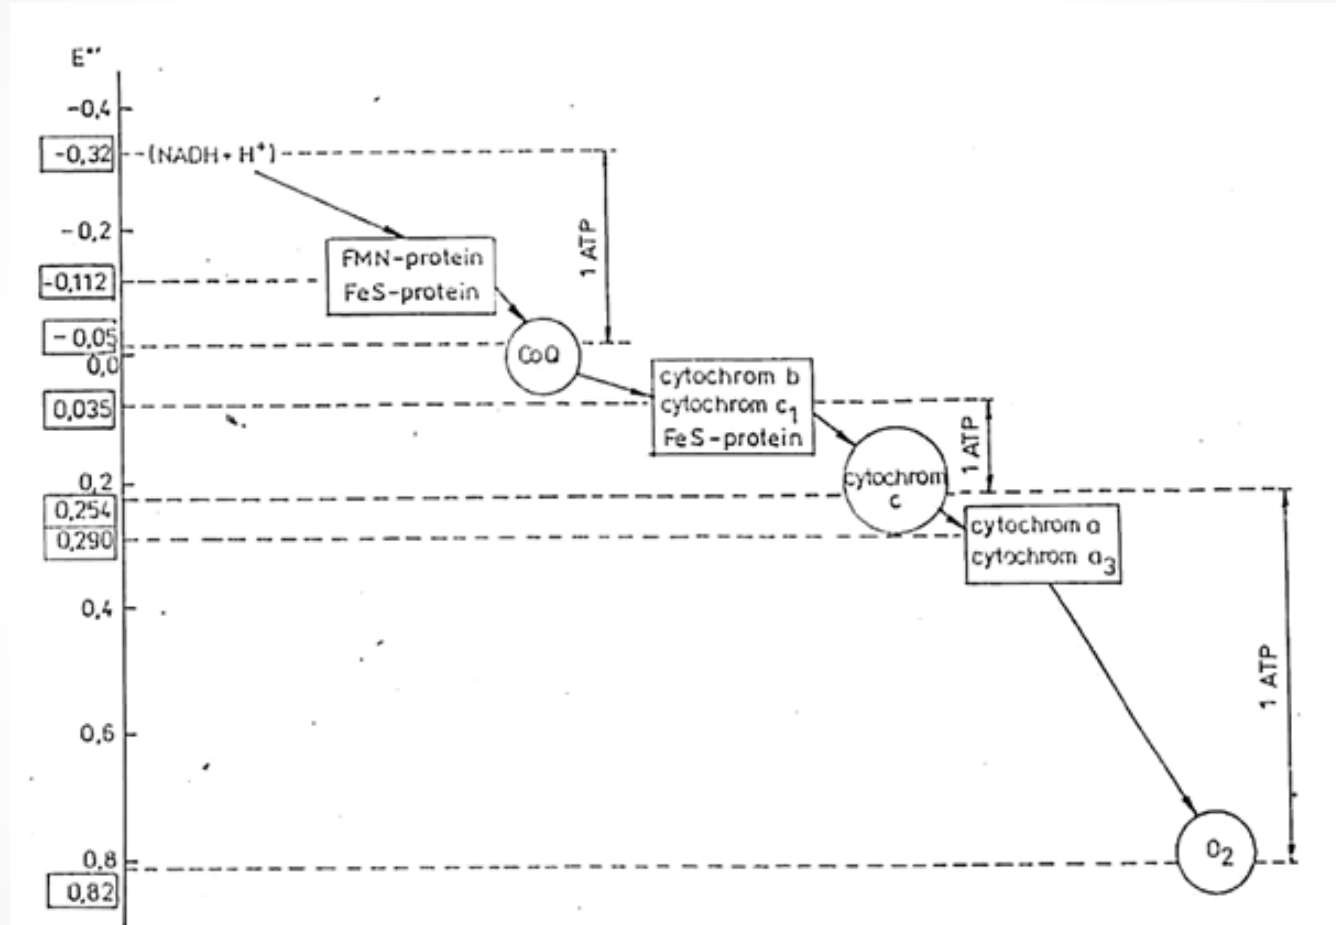 E°'
-0,4
-0,32
(NADH + H⁺)
-0,2
1 ATP
FMN-protein
FeS-protein
-0,112
-0,05
0,0
CoQ
cytochrom b
cytochrom c₁
FeS-protein
0,035
1 ATP
0,2
cytochrom
c
0,254
0,290
cytochrom a
cytochrom a₃
0,4
1 ATP
0,6
0,8
O₂
0,82